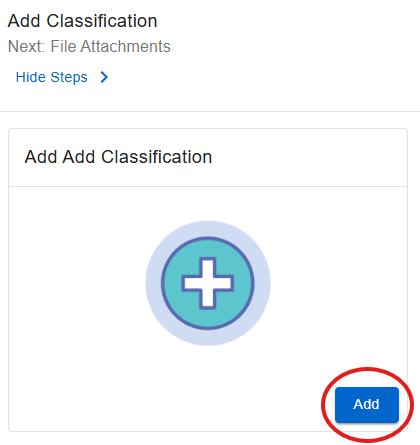 Add Classification
Next: File Attachments
Hide Steps
Add Add Classification
Add